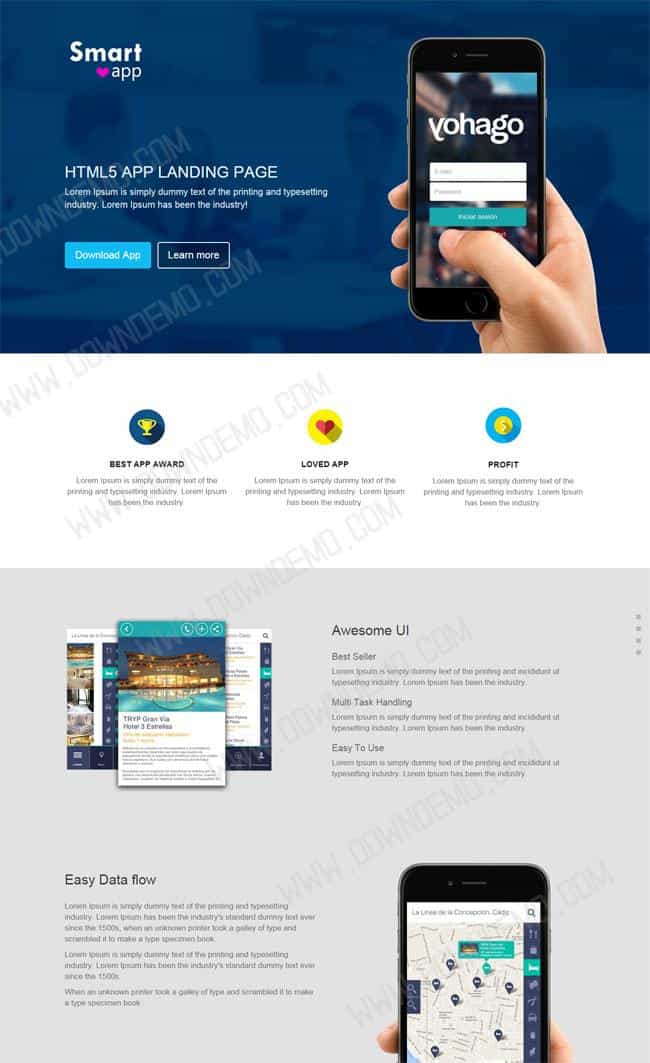 Smart
app
yohago
E-mail
Password
Iniciar sesión
HTML5 APP LANDING PAGE
Lorem Ipsum is simply dummy text of the printing and typesetting
industry. Lorem Ipsum has been the industry!
Download App
Learn more
WWW.DOWNDEMO.COM
BEST APP AWARD
Lorem Ipsum is simply dummy text of the
printing and typesetting industry. Lorem Ipsum
has been the industry
LOVED APP
Lorem Ipsum is simply dummy text of the
printing and typesetting industry. Lorem Ipsum
has been the industry
PROFIT
Lorem Ipsum is simply dummy text of the
printing and typesetting industry. Lorem Ipsum
has been the industry
WWW.DOWNDEMO.COM
La Linea de la
Cádiz
TRYP Gran Via
Hotel 3 Estrellas
Awesome UI
Best Seller
Lorem Ipsum is simply dummy text of the printing and incididunt ut
typesetting industry. Lorem Ipsum has been the industry.
Multi Task Handling
Lorem Ipsum is simply dummy text of the printing and incididunt ut
typesetting industry. Lorem Ipsum has been the industry.
Easy To Use
Lorem Ipsum is simply dummy text of the printing and incididunt ut
typesetting industry. Lorem Ipsum has been the industry.
WWW.DOWNDEMO.COM
Easy Data flow
Lorem Ipsum is simply dummy text of the printing and typesetting
industry. Lorem Ipsum has been the industry's standard dummy text ever
since the 1500s, when an unknown printer took a galley of type and
scrambled it to make a type specimen book.
Lorem Ipsum is simply dummy text of the printing and typesetting
industry. Lorem Ipsum has been the industry's standard dummy text ever
since the 1500s.
When an unknown printer took a galley of type and scrambled it to make
a type specimen book
La Linea de la Concepción, Cádiz
WWW.DOWNDEMO.COM